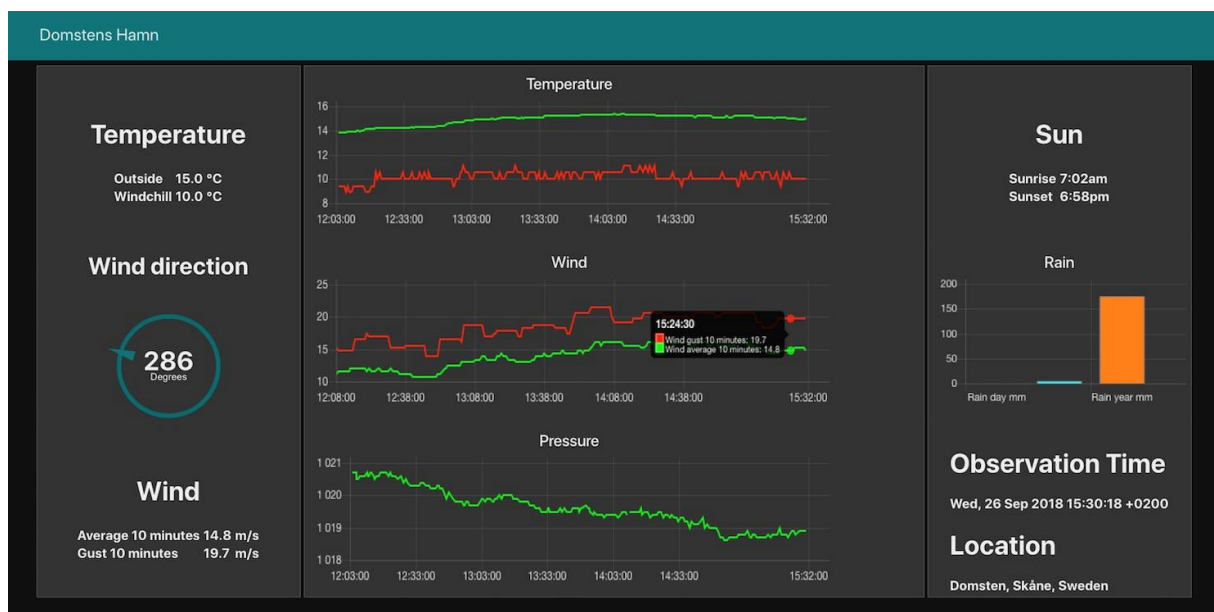 Domstens Hamn
Temperature
Outside 15.0 °C
Windchill 10.0 °C
Wind direction
286
Degrees
Wind
Average 10 minutes 14.8 m/s
Gust 10 minutes 19.7 m/s
Temperature
16
14
12
10
8
12:03:00 12:33:00 13:03:00 13:33:00 14:03:00 14:33:00 15:32:00
Wind
25
20
15
10
15:24:30
Wind gust 10 minutes: 19.7
Wind average 10 minutes: 14.8
12:08:00 12:38:00 13:08:00 13:38:00 14:08:00 14:38:00 15:32:00
Pressure
1 021
1 020
1 019
1 018
12:03:00 12:33:00 13:03:00 13:33:00 14:03:00 14:33:00 15:32:00
Sun
Sunrise 7:02am
Sunset 6:58pm
Rain
200
150
100
50
0
Rain day mm Rain year mm
Observation Time
Wed, 26 Sep 2018 15:30:18 +0200
Location
Domsten, Skåne, Sweden